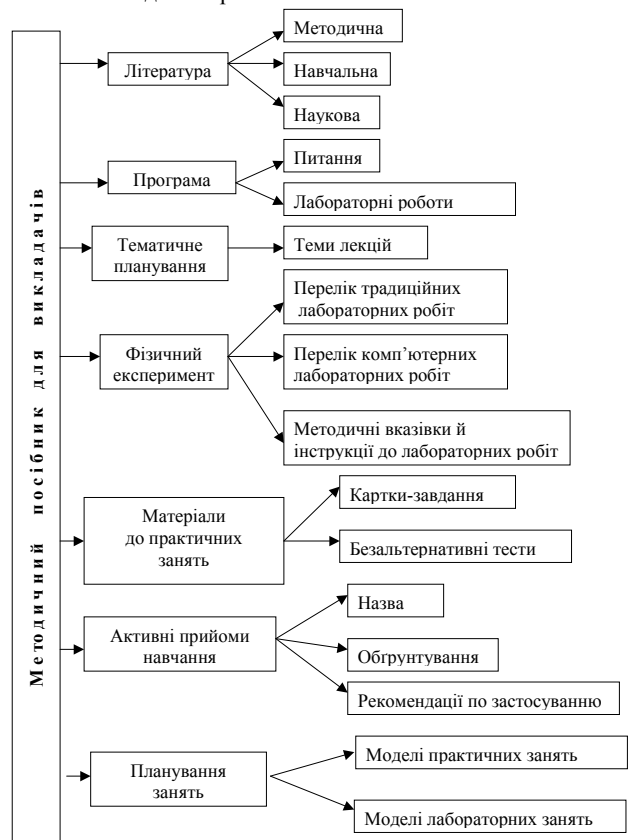 Методичний посібник для викладачів
Література
Методична
Навчальна
Наукова
Програма
Питання
Лабораторні роботи
Тематичне
планування
Теми лекцій
Фізичний
експеримент
Перелік традиційних
лабораторних робіт
Перелік комп’ютерних
лабораторних робіт
Методичні вказівки й
інструкції до лабораторних робіт
Матеріали
до практичних
занять
Картки-завдання
Безальтернативні тести
Активні прийоми
навчання
Назва
Обґрунтування
Рекомендації по застосуванню
Планування
занять
Моделі практичних занять
Моделі лабораторних занять